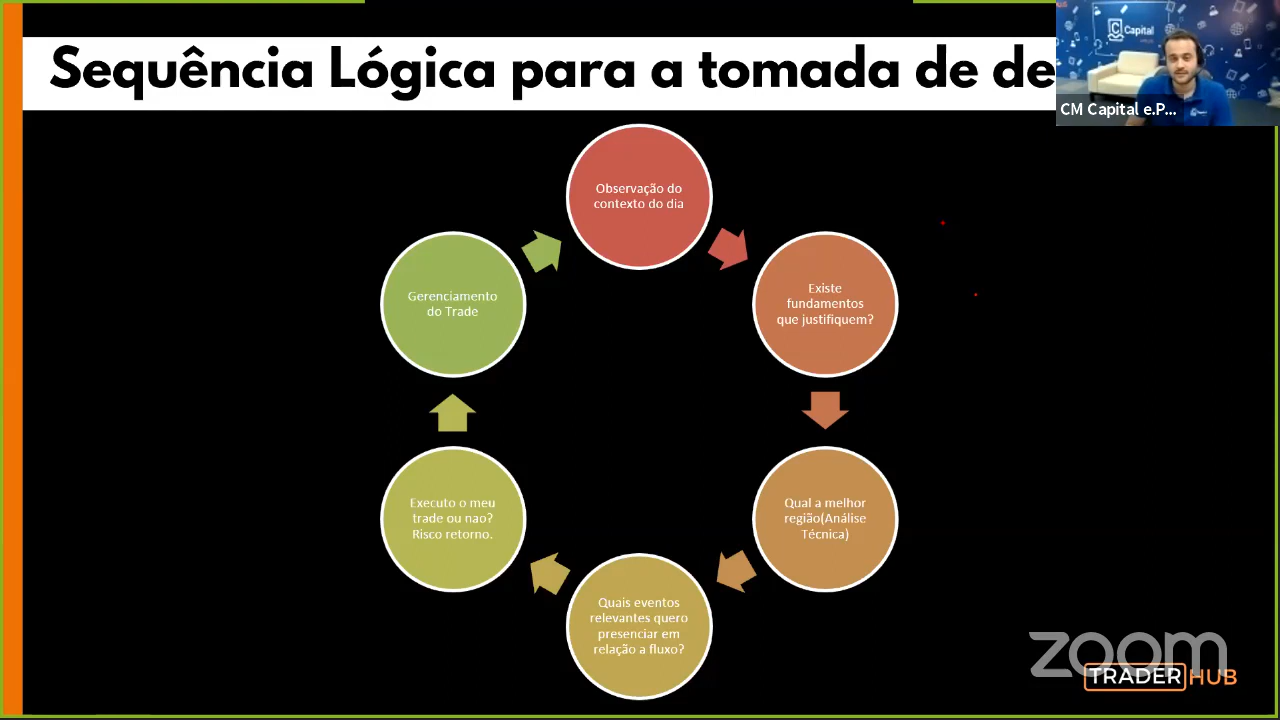 Sequência Lógica para a tomada de de
Capital
CM Capital e.P...
Observação do
contexto do dia
Existe
fundamentos
que justifiquem?
Qual a melhor
região(Análise
Técnica)
Quais eventos
relevantes quero
presenciar em
relação a fluxo?
Executo o meu
trade ou nao?
Risco retorno.
Gerenciamento
do Trade
zoom
TRADER HUB